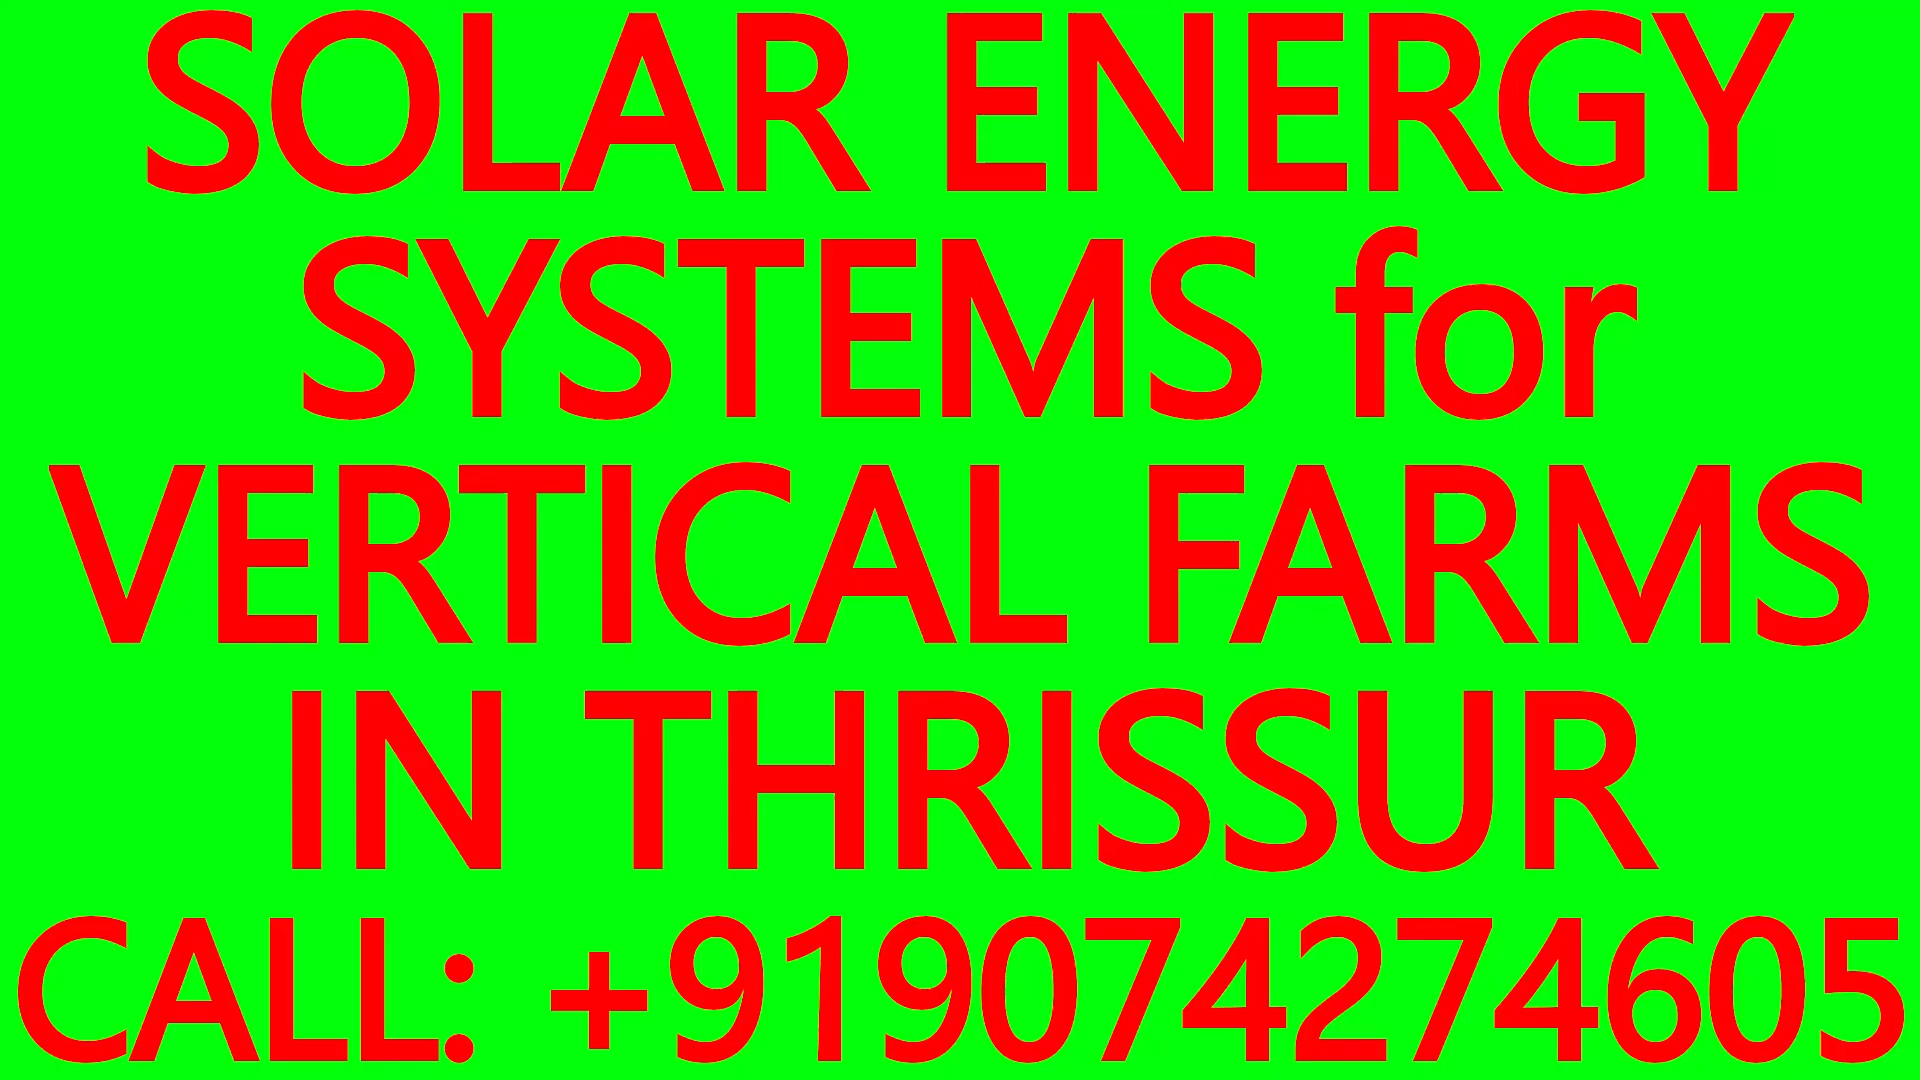 SOLAR ENERGY
SYSTEMS for
VERTICAL FARMS
IN THRISSUR
CALL: +919074274605